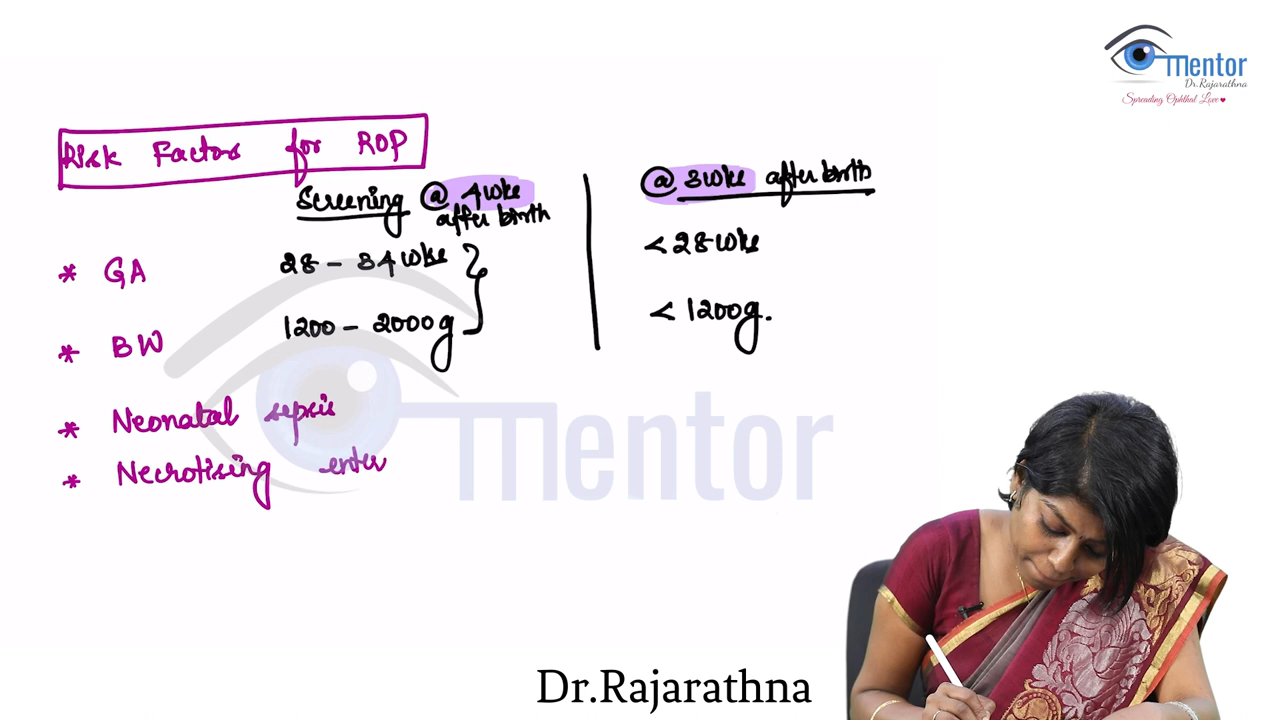 mentor
Dr.Rajarathna
Spreading Ophthal Love
Risk Factors for ROP
Screening @ 4wks
after birth
@ 3wks after birth
* GA 28 - 34wks < 28wks
* BW 1200 - 2000g < 1200g.
* Neonatal sepsis
* Necrotising enter
mentor
Dr.Rajarathna